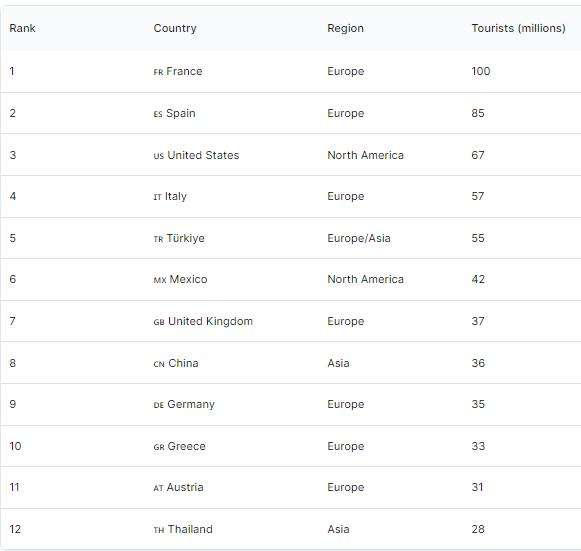 Rank Country Region Tourists (millions)
1 FR France Europe 100
2 ES Spain Europe 85
3 US United States North America 67
4 IT Italy Europe 57
5 TR Türkiye Europe/Asia 55
6 MX Mexico North America 42
7 GB United Kingdom Europe 37
8 CN China Asia 36
9 DE Germany Europe 35
10 GR Greece Europe 33
11 AT Austria Europe 31
12 TH Thailand Asia 28